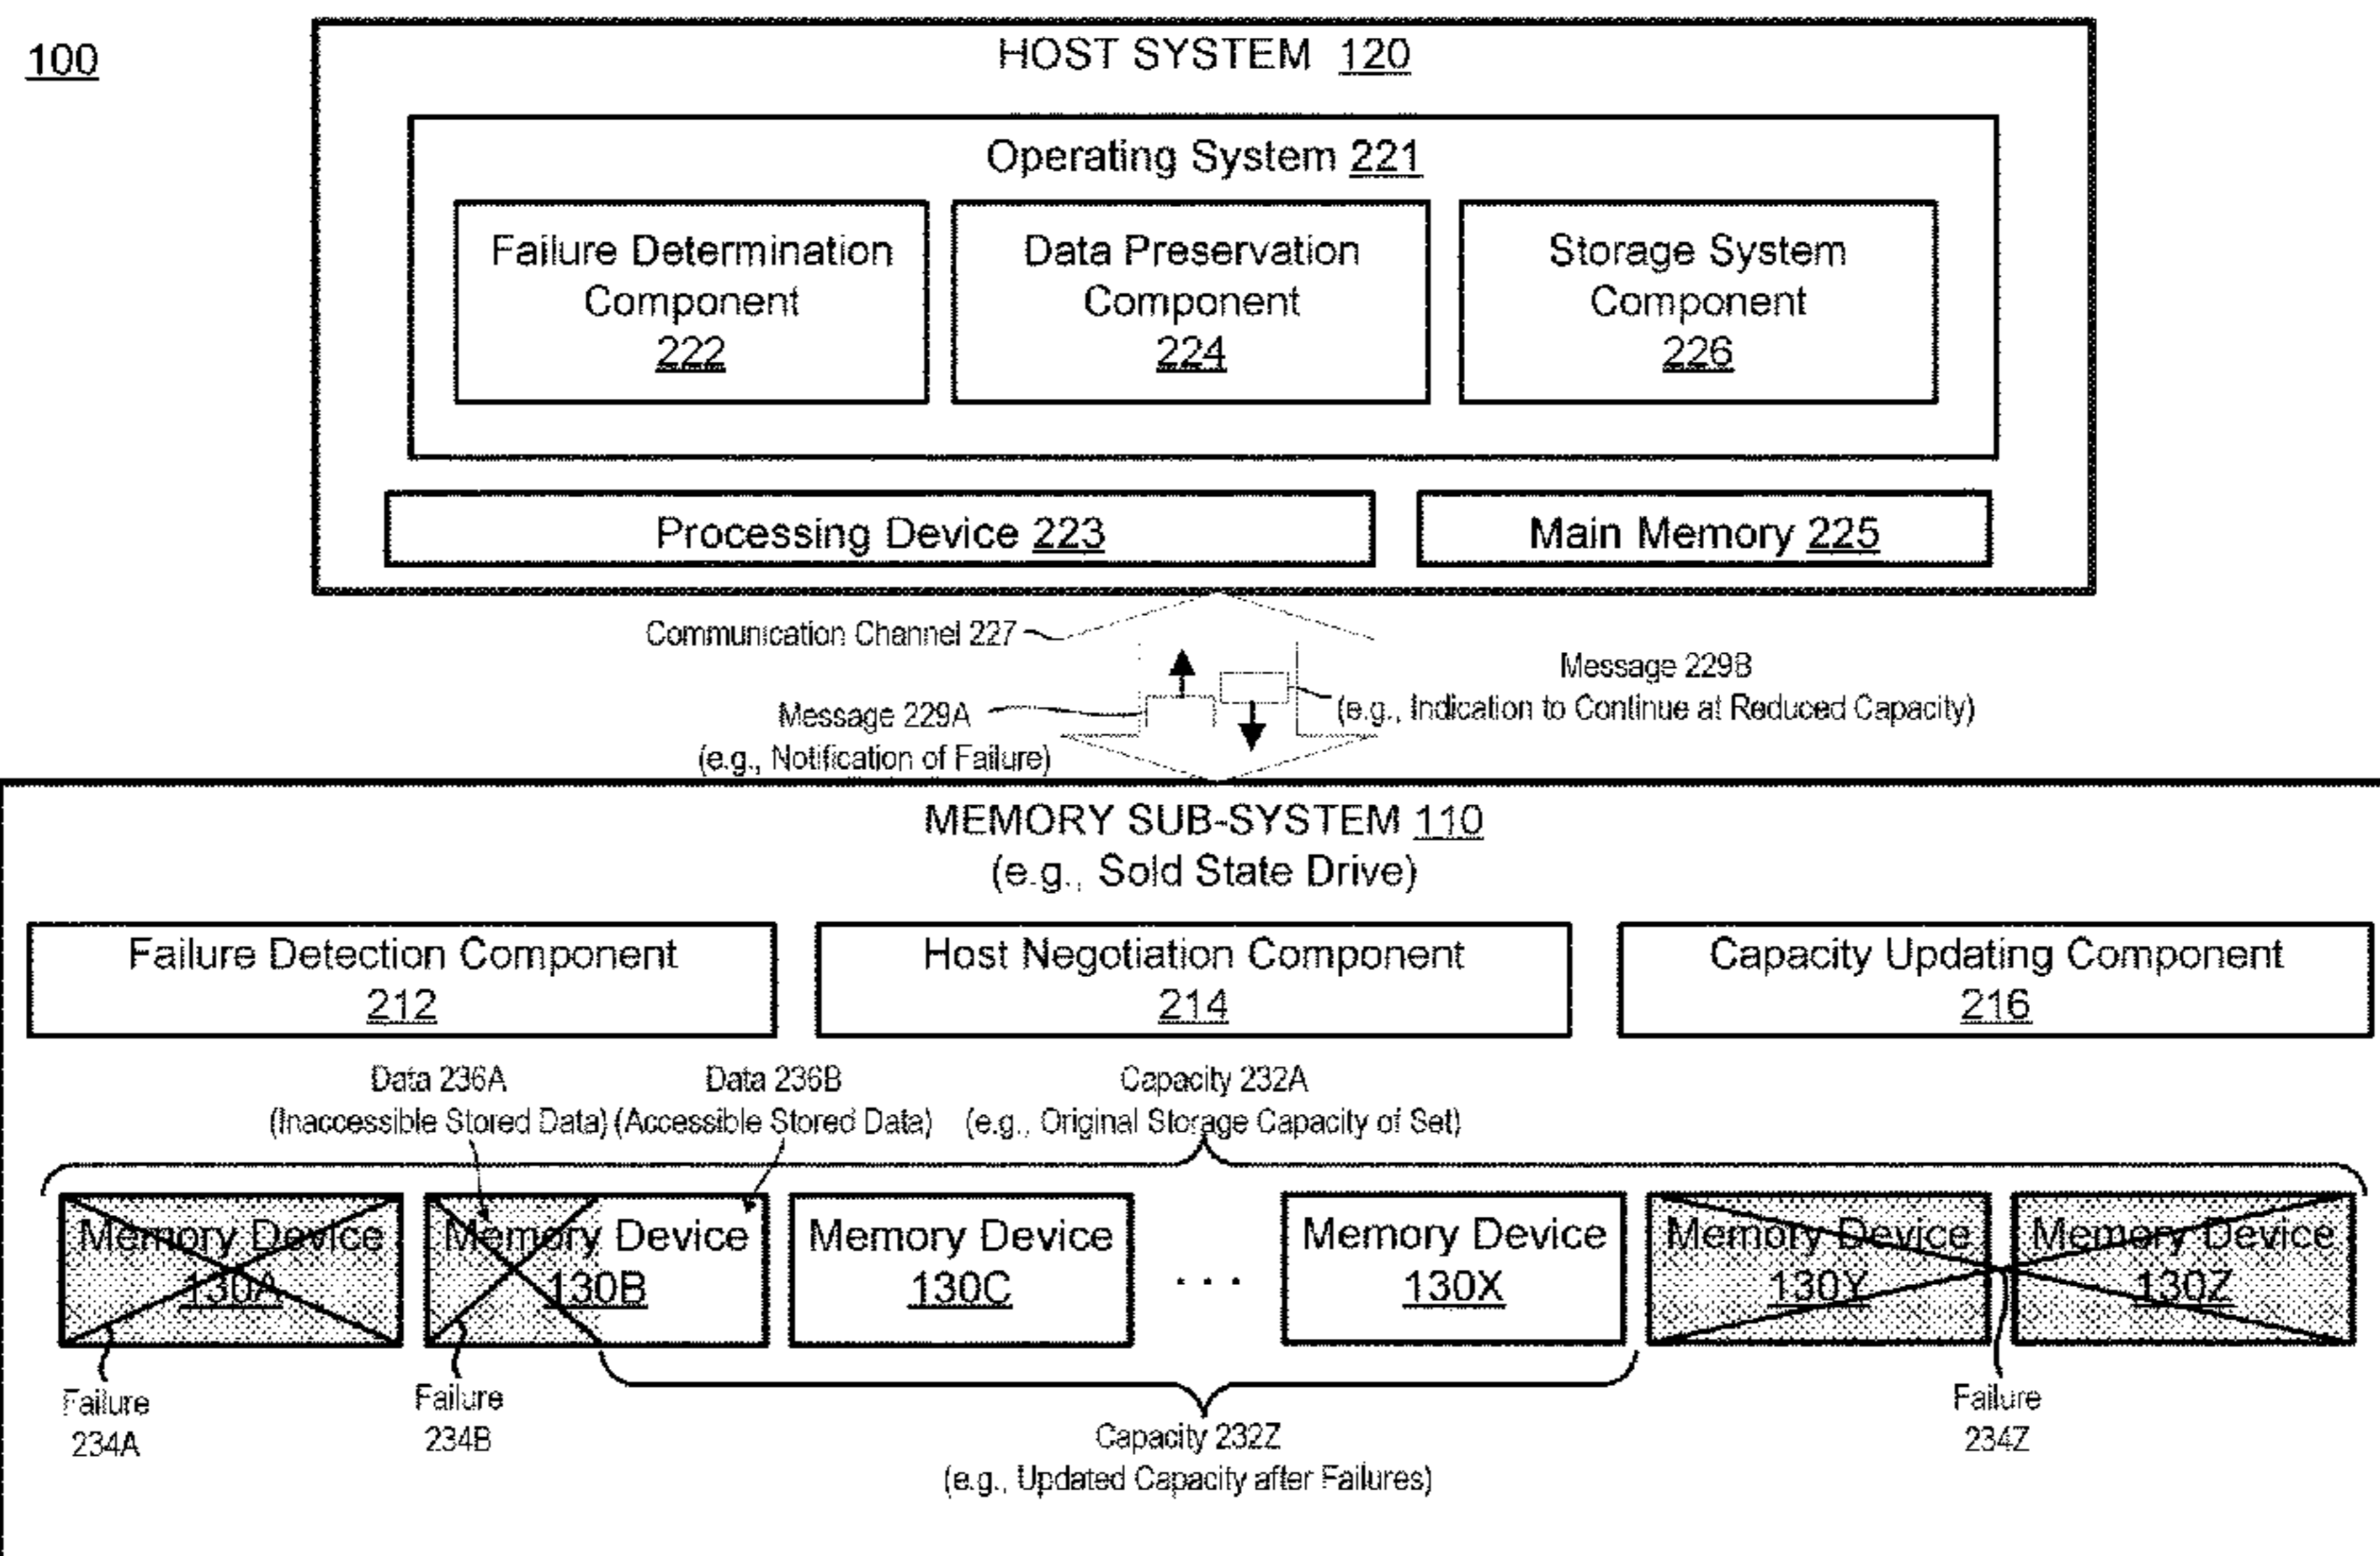 100
HOST SYSTEM 120
Operating System 221
Failure Determination
Component
222
Data Preservation
Component
224
Storage System
Component
226
Processing Device 223
Main Memory 225
Communication Channel 227
Message 229A
(e.g., Notification of Failure)
Message 229B
(e.g., Indication to Continue at Reduced Capacity)
MEMORY SUB-SYSTEM 110
(e.g., Sold State Drive)
Failure Detection Component
212
Host Negotiation Component
214
Capacity Updating Component
216
Data 236A
(Inaccessible Stored Data)
Data 236B
(Accessible Stored Data)
Capacity 232A
(e.g., Original Storage Capacity of Set)
Memory Device
130A
Memory Device
130B
Memory Device
130C
. . .
Memory Device
130X
Memory Device
130Y
Memory Device
130Z
Failure
234A
Failure
234B
Capacity 232Z
(e.g., Updated Capacity after Failures)
Failure
234Z